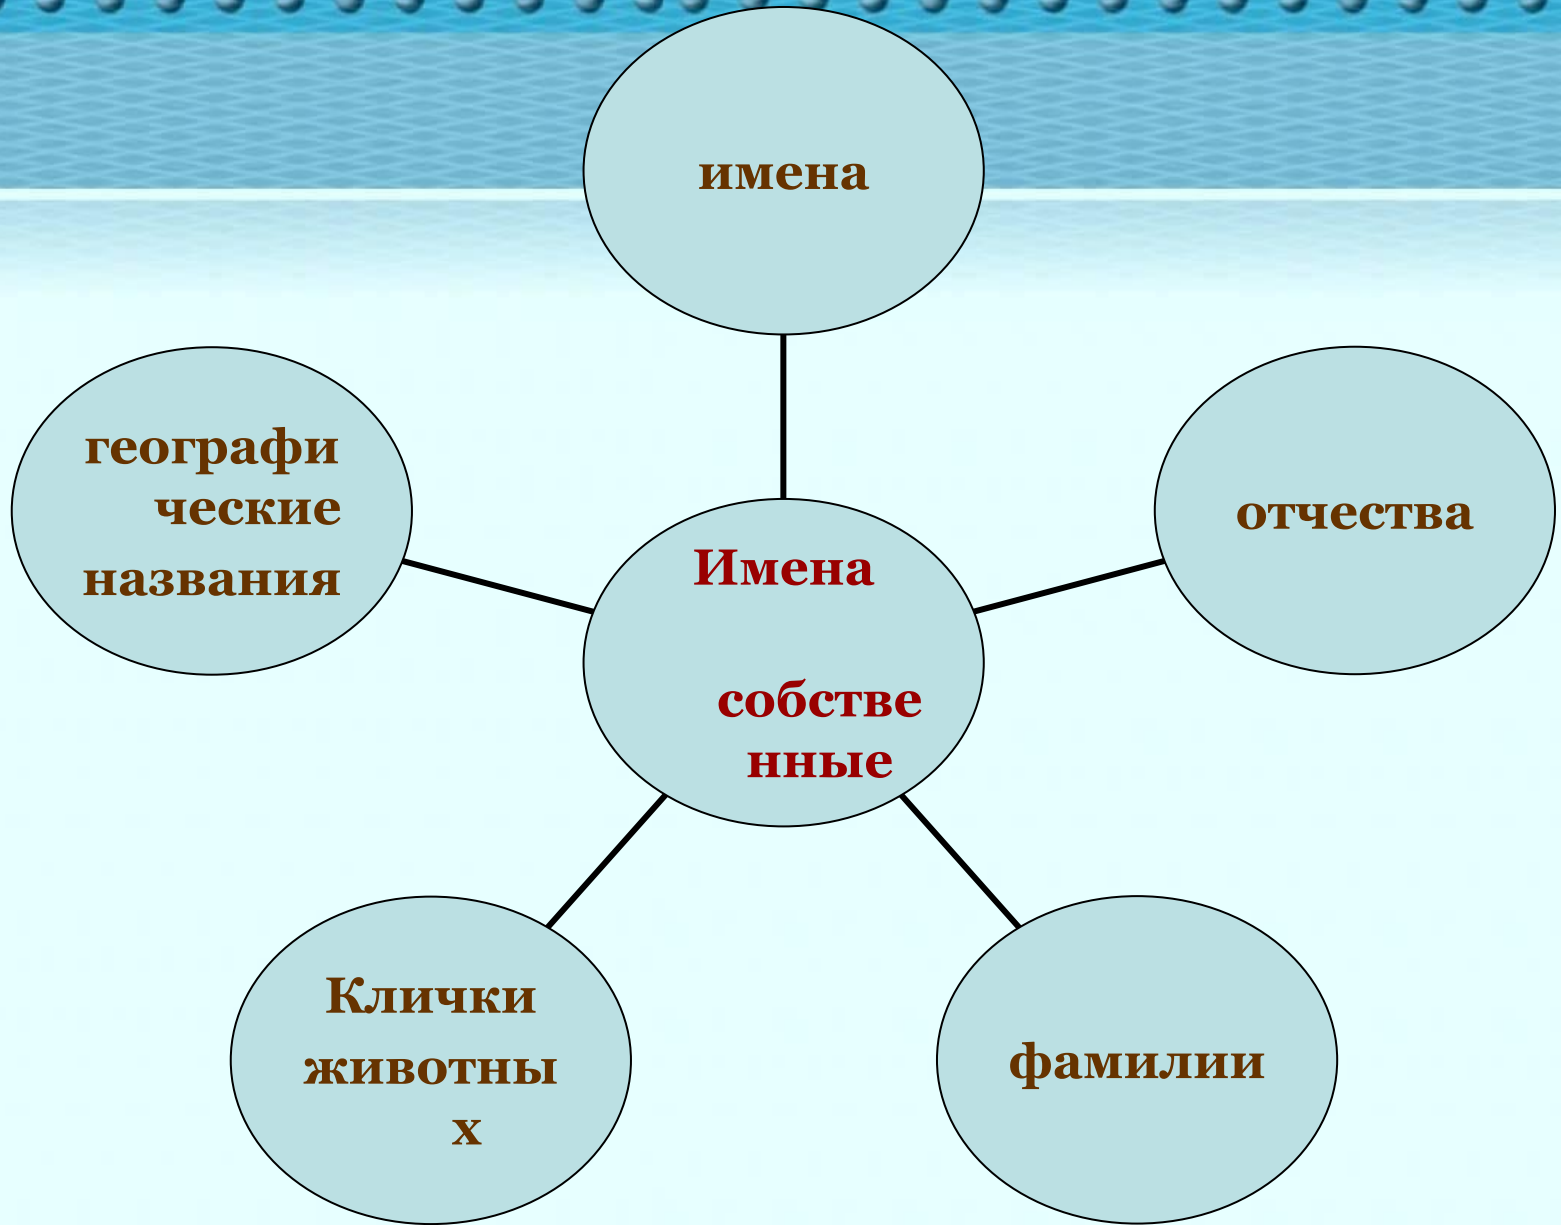 имена
географи
ческие
названия
отчества
Имена
собстве
нные
Клички
животны
х
фамилии